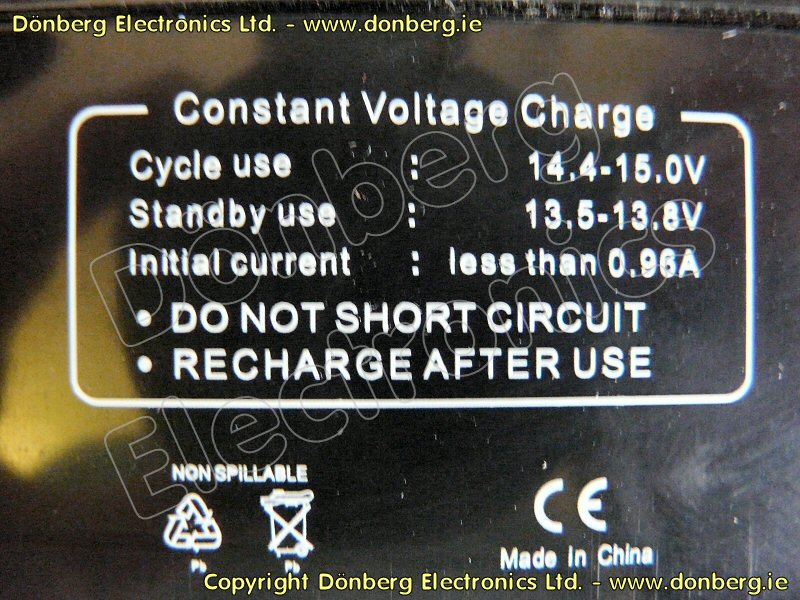 Dönberg Electronics Ltd. - www.donberg.ie
Constant Voltage Charge
Cycle use : 14.4-15.0V
Standby use : 13.5-13.8V
Initial current : less than 0.96A
• DO NOT SHORT CIRCUIT
• RECHARGE AFTER USE
Donberg
Electronics
NON SPILLABLE
Pb Pb
CE
Made in China
Copyright Dönberg Electronics Ltd. - www.donberg.ie